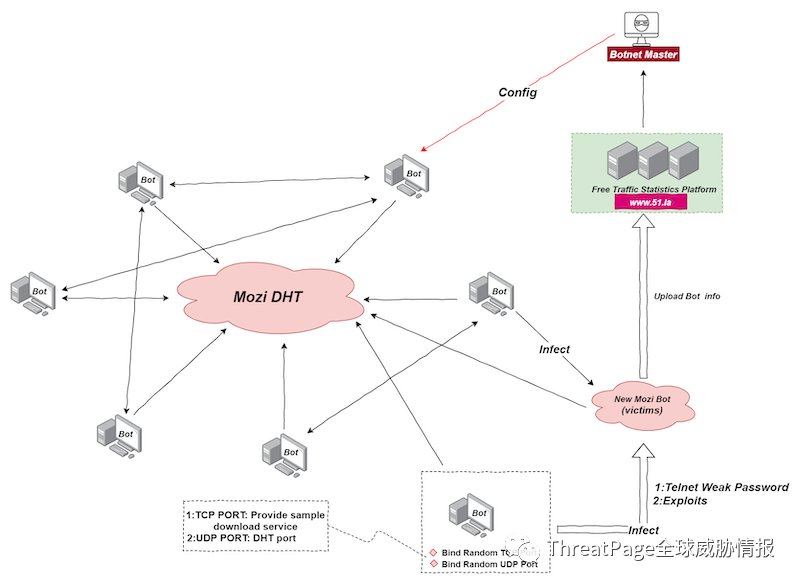 Botnet Master
Config
Bot
Bot
Free Traffic Statistics Platform
www.51.la
Bot
Mozi DHT
Bot
Upload Bot info
Infect
New Mozi Bot
(victims)
Bot
Bot
1:Telnet Weak Password
2:Exploits
1:TCP PORT: Provide sample
download service
2:UDP PORT: DHT port
Bot
Infect
Bind Random
Bind Random UDP Port
ThreatPage全球威胁情报